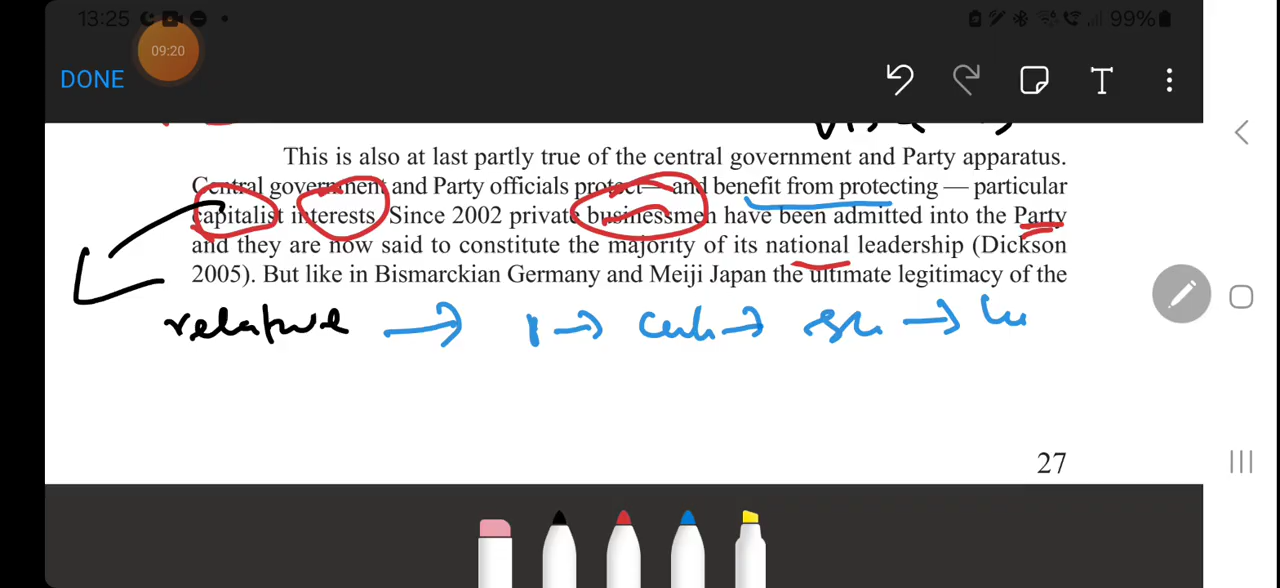 13:25
99%
09:20
DONE
T
This is also at last partly true of the central government and Party apparatus.
Central government and Party officials protect — and benefit from protecting — particular
capitalist interests. Since 2002 private businessmen have been admitted into the Party
and they are now said to constitute the majority of its national leadership (Dickson
2005). But like in Bismarckian Germany and Meiji Japan the ultimate legitimacy of the
relative → 1 → →
27